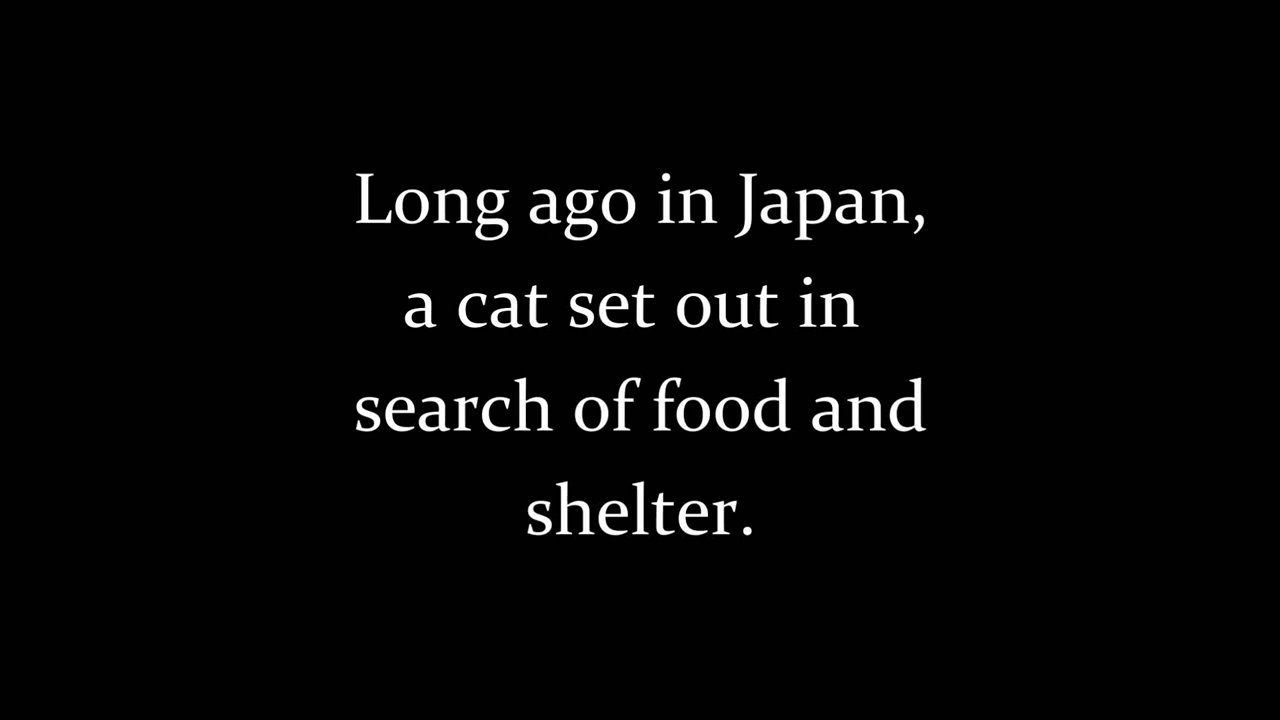 Long ago in Japan,
a cat set out in
search of food and
shelter.